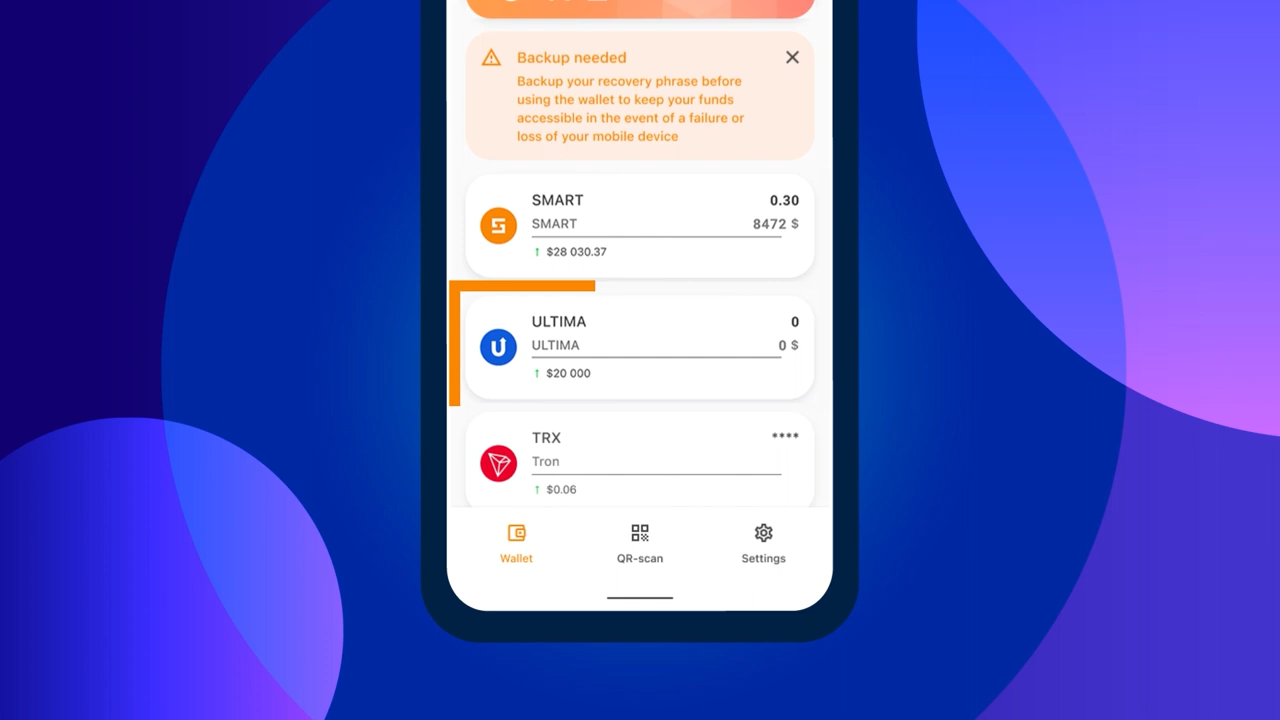 Backup needed
Backup your recovery phrase before
using the wallet to keep your funds
accessible in the event of a failure or
loss of your mobile device
SMART 0.30
SMART 8472 $
↑ $28 030.37
ULTIMA 0
ULTIMA 0 $
↑ $20 000
TRX ****
Tron
↑ $0.06
Wallet QR-scan Settings